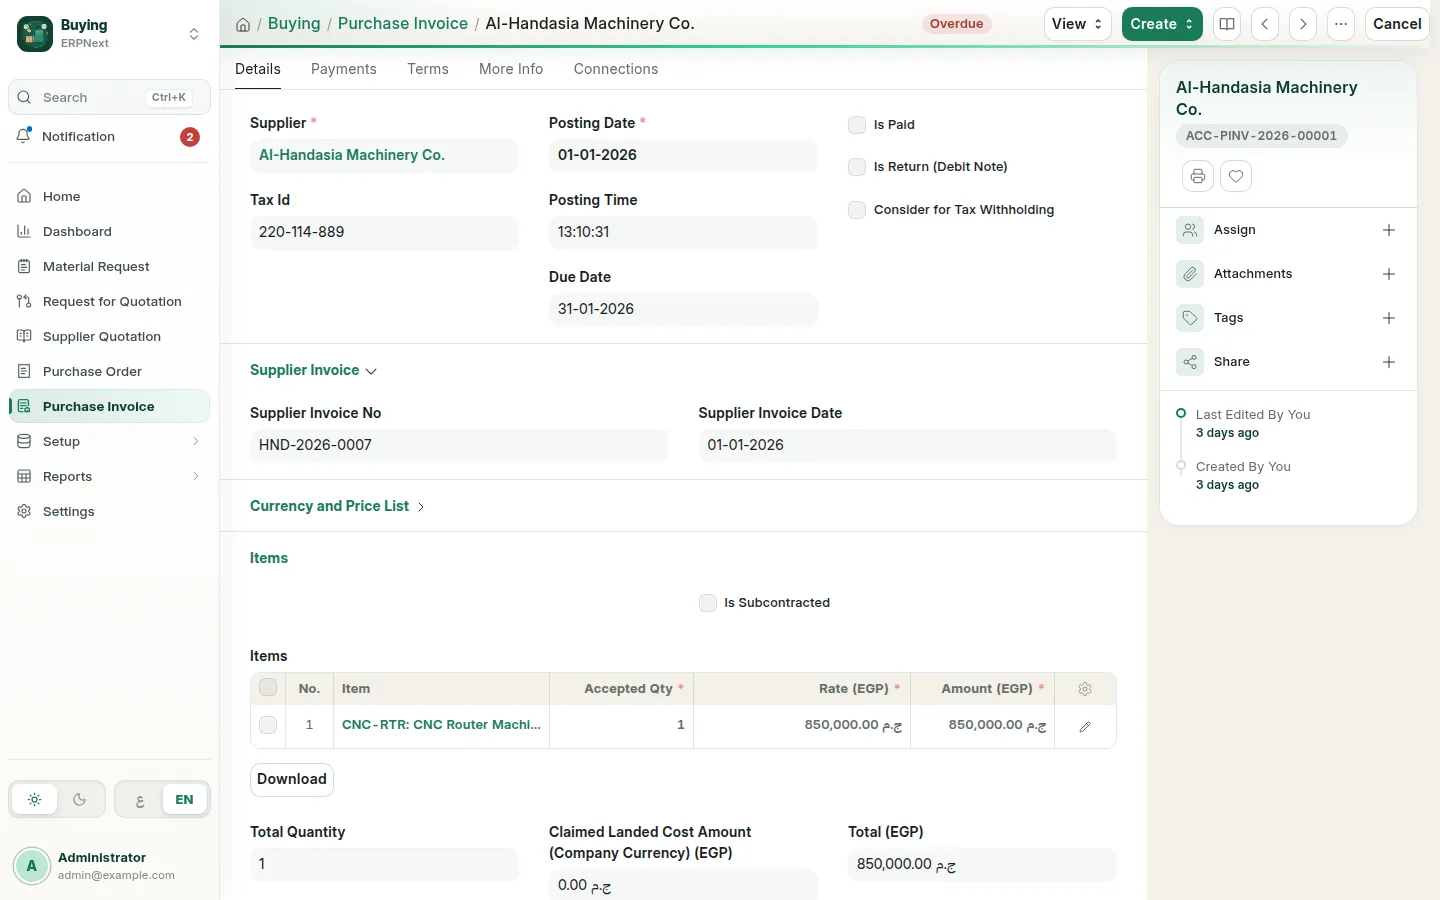 Buying
ERPNext
Search
Ctrl+K
Notification
2
Home
Dashboard
Material Request
Request for Quotation
Supplier Quotation
Purchase Order
Purchase Invoice
Setup
Reports
Settings
ع
EN
A
Administrator
admin@example.com
/ Buying / Purchase Invoice / Al-Handasia Machinery Co.
Overdue
View
Create
Cancel
Details
Payments
Terms
More Info
Connections
Supplier *
Al-Handasia Machinery Co.
Tax Id
220-114-889
Posting Date *
01-01-2026
Posting Time
13:10:31
Due Date
31-01-2026
Is Paid
Is Return (Debit Note)
Consider for Tax Withholding
Supplier Invoice
Supplier Invoice No
HND-2026-0007
Supplier Invoice Date
01-01-2026
Currency and Price List
Items
Is Subcontracted
Items
No. Item Accepted Qty * Rate (EGP) * Amount (EGP) *
1 CNC-RTR: CNC Router Machi... 1 850,000.00 ج.م 850,000.00 ج.م
Download
Total Quantity
1
Claimed Landed Cost Amount
(Company Currency) (EGP)
0.00 ج.م
Total (EGP)
850,000.00 ج.م
Al-Handasia Machinery
Co.
ACC-PINV-2026-00001
Assign
Attachments
Tags
Share
Last Edited By You
3 days ago
Created By You
3 days ago